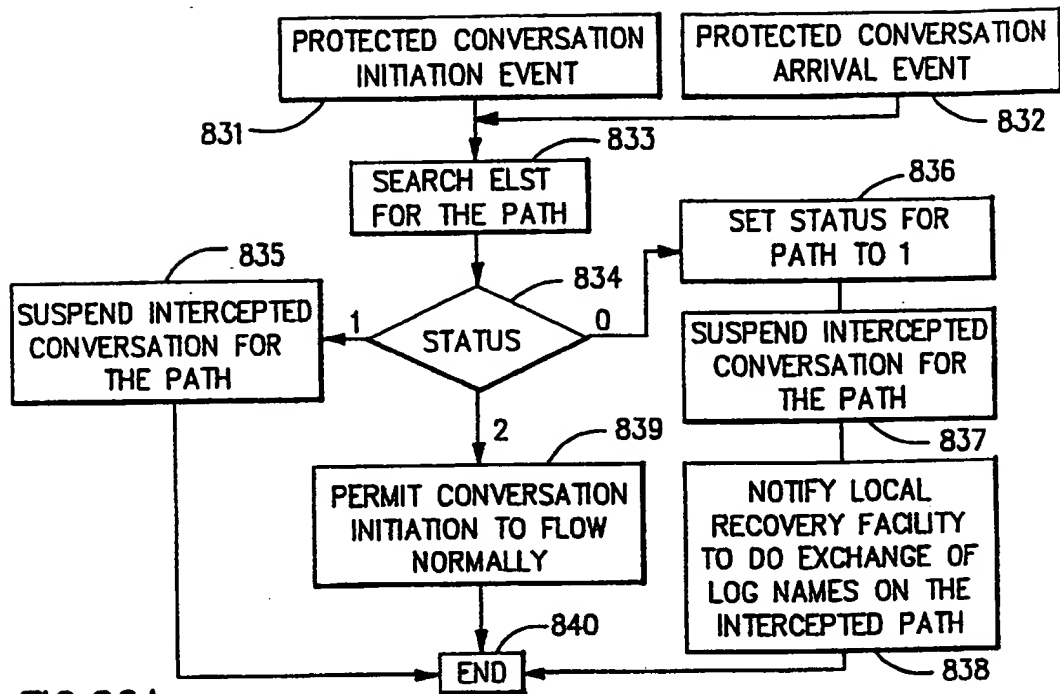 PROTECTED CONVERSATION
INITIATION EVENT
PROTECTED CONVERSATION
ARRIVAL EVENT
831
832
833
SEARCH ELST
FOR THE PATH
836
SET STATUS FOR
PATH TO 1
835
834
SUSPEND INTERCEPTED
CONVERSATION FOR
THE PATH
1
STATUS
0
SUSPEND INTERCEPTED
CONVERSATION FOR
THE PATH
837
2
839
PERMIT CONVERSATION
INITIATION TO FLOW
NORMALLY
NOTIFY LOCAL
RECOVERY FACILITY
TO DO EXCHANGE OF
LOG NAMES ON THE
INTERCEPTED PATH
840
END
838